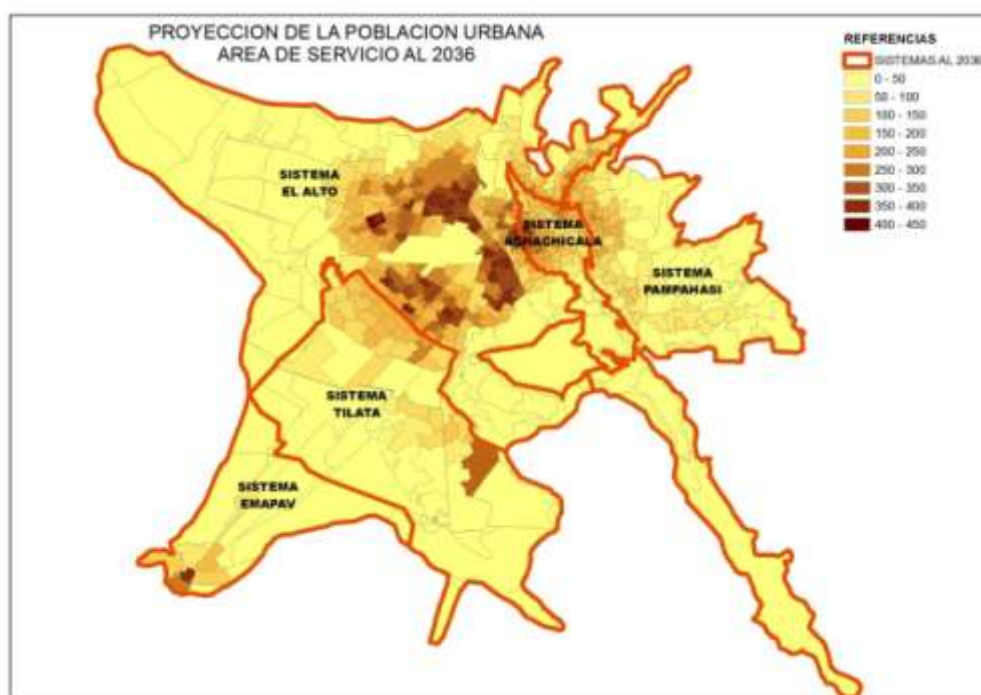 PROYECCION DE LA POBLACION URBANA
AREA DE SERVICIO AL 2036
REFERENCIAS
SISTEMAS AL 2036
0 - 50
50 - 100
100 - 150
150 - 200
200 - 250
250 - 300
300 - 350
350 - 400
400 - 450
SISTEMA
EL ALTO
SISTEMA
ACHACHICALA
SISTEMA
PAMPAHASI
SISTEMA
TILATA
SISTEMA
EMAPAV